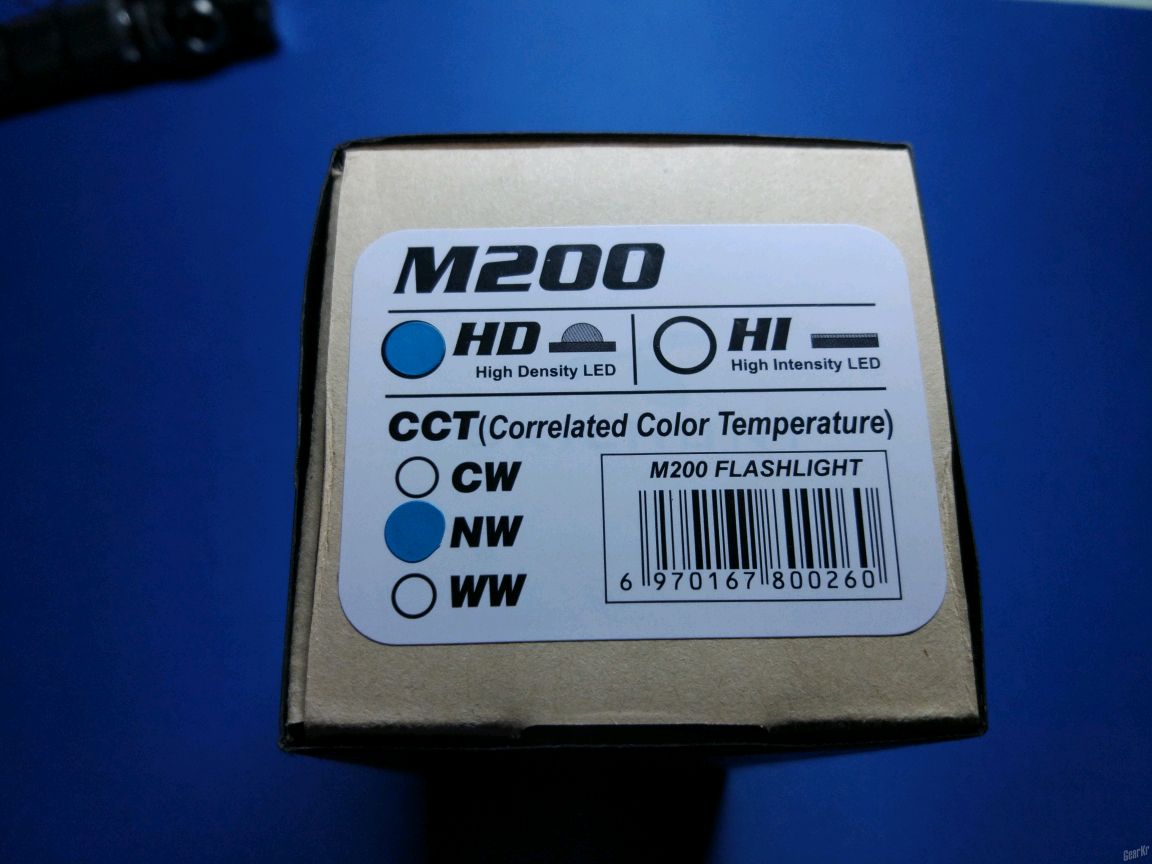 M200
HD
High Density LED
HI
High Intensity LED
CCT(Correlated Color Temperature)
CW
NW
WW
M200 FLASHLIGHT
6 970167 800260
GearKr